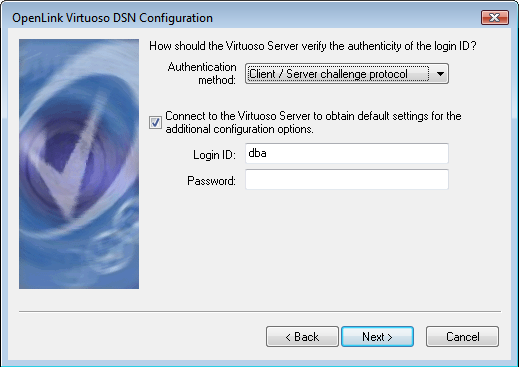 OpenLink Virtuoso DSN Configuration
How should the Virtuoso Server verify the authenticity of the login ID?
Authentication
method:
Client / Server challenge protocol
Connect to the Virtuoso Server to obtain default settings for the
additional configuration options.
Login ID:
dba
Password:
< Back
Next >
Cancel